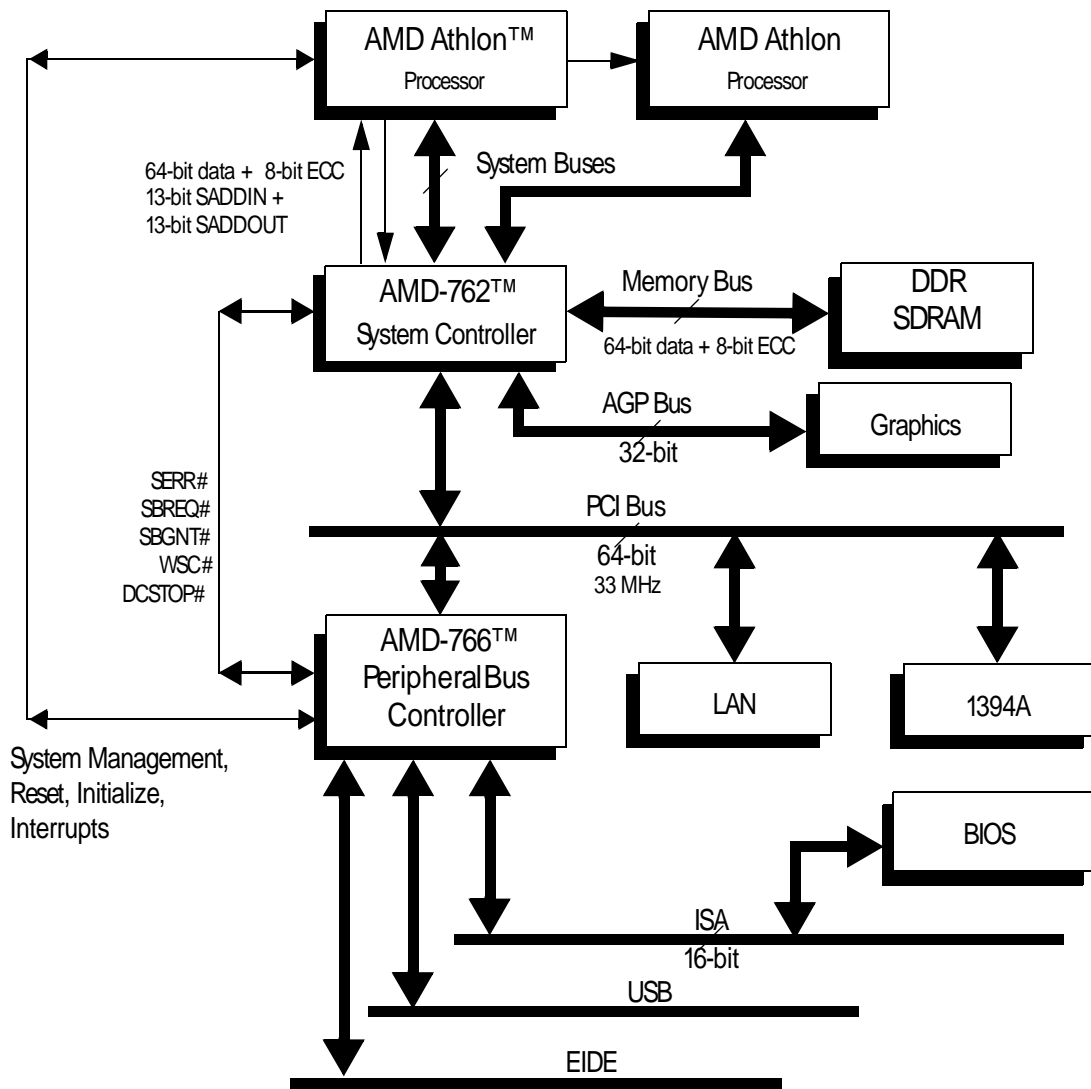 AMD Athlon™
Processor
AMD Athlon
Processor
64-bit data + 8-bit ECC
13-bit SADDIN +
13-bit SADDOUT
System Buses
AMD-762™
System Controller
Memory Bus
64-bit data + 8-bit ECC
DDR
SDRAM
AGP Bus
32-bit
Graphics
SERR#
SBREQ#
SBGNT#
WSC#
DCSTOP#
PCI Bus
64-bit
33 MHz
AMD-766™
Peripheral Bus
Controller
LAN
1394A
System Management,
Reset, Initialize,
Interrupts
BIOS
ISA
16-bit
USB
EIDE